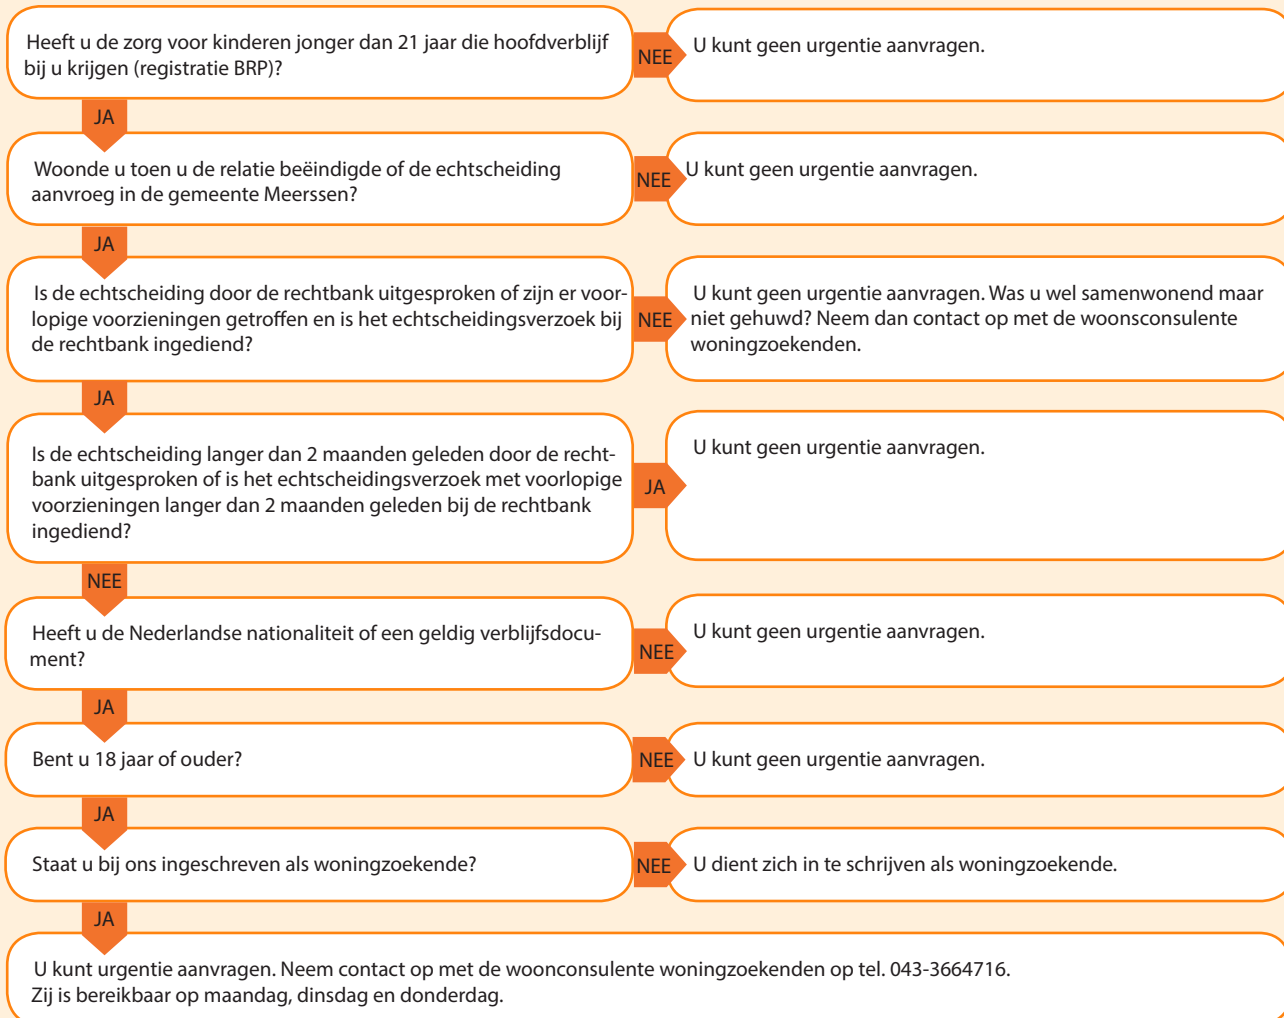 Heeft u de zorg voor kinderen jonger dan 21 jaar die hoofdverblijf
bij u krijgen (registratie BRP)?
NEE
U kunt geen urgentie aanvragen.
JA
Woonde u toen u de relatie beëindigde of de echtscheiding
aanvroeg in de gemeente Meerssen?
NEE
U kunt geen urgentie aanvragen.
JA
Is de echtscheiding door de rechtbank uitgesproken of zijn er voor-
lopige voorzieningen getroffen en is het echtscheidingsverzoek bij
de rechtbank ingediend?
NEE
U kunt geen urgentie aanvragen. Was u wel samenwonend maar
niet gehuwd? Neem dan contact op met de woonsconsulente
woningzoekenden.
JA
Is de echtscheiding langer dan 2 maanden geleden door de recht-
bank uitgesproken of is het echtscheidingsverzoek met voorlopige
voorzieningen langer dan 2 maanden geleden bij de rechtbank
ingediend?
JA
U kunt geen urgentie aanvragen.
NEE
Heeft u de Nederlandse nationaliteit of een geldig verblijfsdocu-
ment?
NEE
U kunt geen urgentie aanvragen.
JA
Bent u 18 jaar of ouder?
NEE
U kunt geen urgentie aanvragen.
JA
Staat u bij ons ingeschreven als woningzoekende?
NEE
U dient zich in te schrijven als woningzoekende.
JA
U kunt urgentie aanvragen. Neem contact op met de woonconsulente woningzoekenden op tel. 043-3664716.
Zij is bereikbaar op maandag, dinsdag en donderdag.